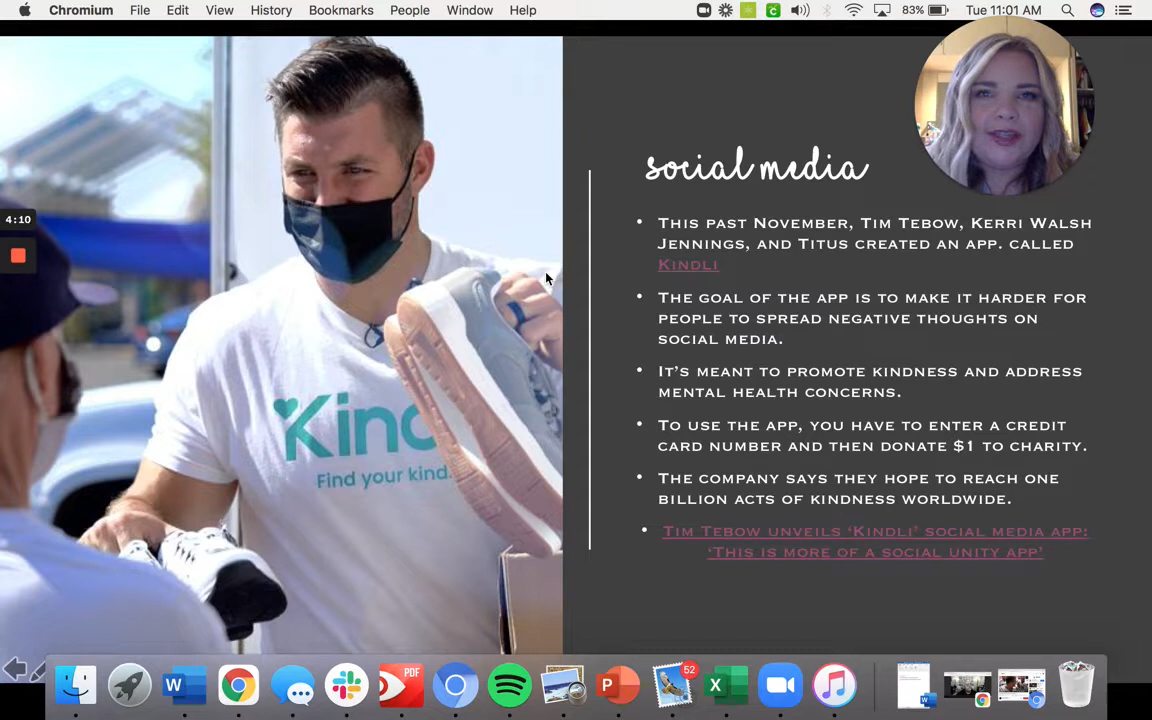 Chromium File Edit View History Bookmarks People Window Help 83% Tue 11:01 AM
4:10
Kind
Find your kind.
social media
• This past November, Tim Tebow, Kerri Walsh
Jennings, and Titus created an app. called
Kindli
• The goal of the app is to make it harder for
people to spread negative thoughts on
social media.
• It's meant to promote kindness and address
mental health concerns.
• To use the app, you have to enter a credit
card number and then donate $1 to charity.
• The company says they hope to reach one
billion acts of kindness worldwide.
• Tim Tebow unveils 'Kindli' social media app:
'This is more of a social unity app'
W
PDF
P
52
X